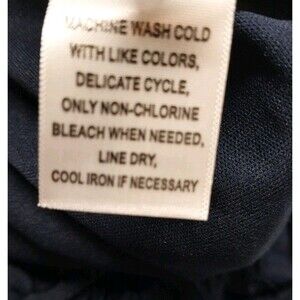 MACHINE WASH COLD
WITH LIKE COLORS,
DELICATE CYCLE,
ONLY NON-CHLORINE
BLEACH WHEN NEEDED,
LINE DRY,
COOL IRON IF NECESSARY